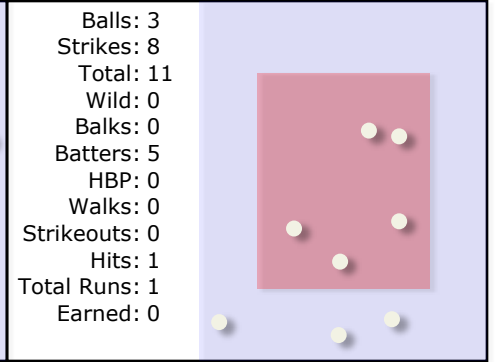 Balls: 3
Strikes: 8
Total: 11
Wild: 0
Balks: 0
Batters: 5
HBP: 0
Walks: 0
Strikeouts: 0
Hits: 1
Total Runs: 1
Earned: 0